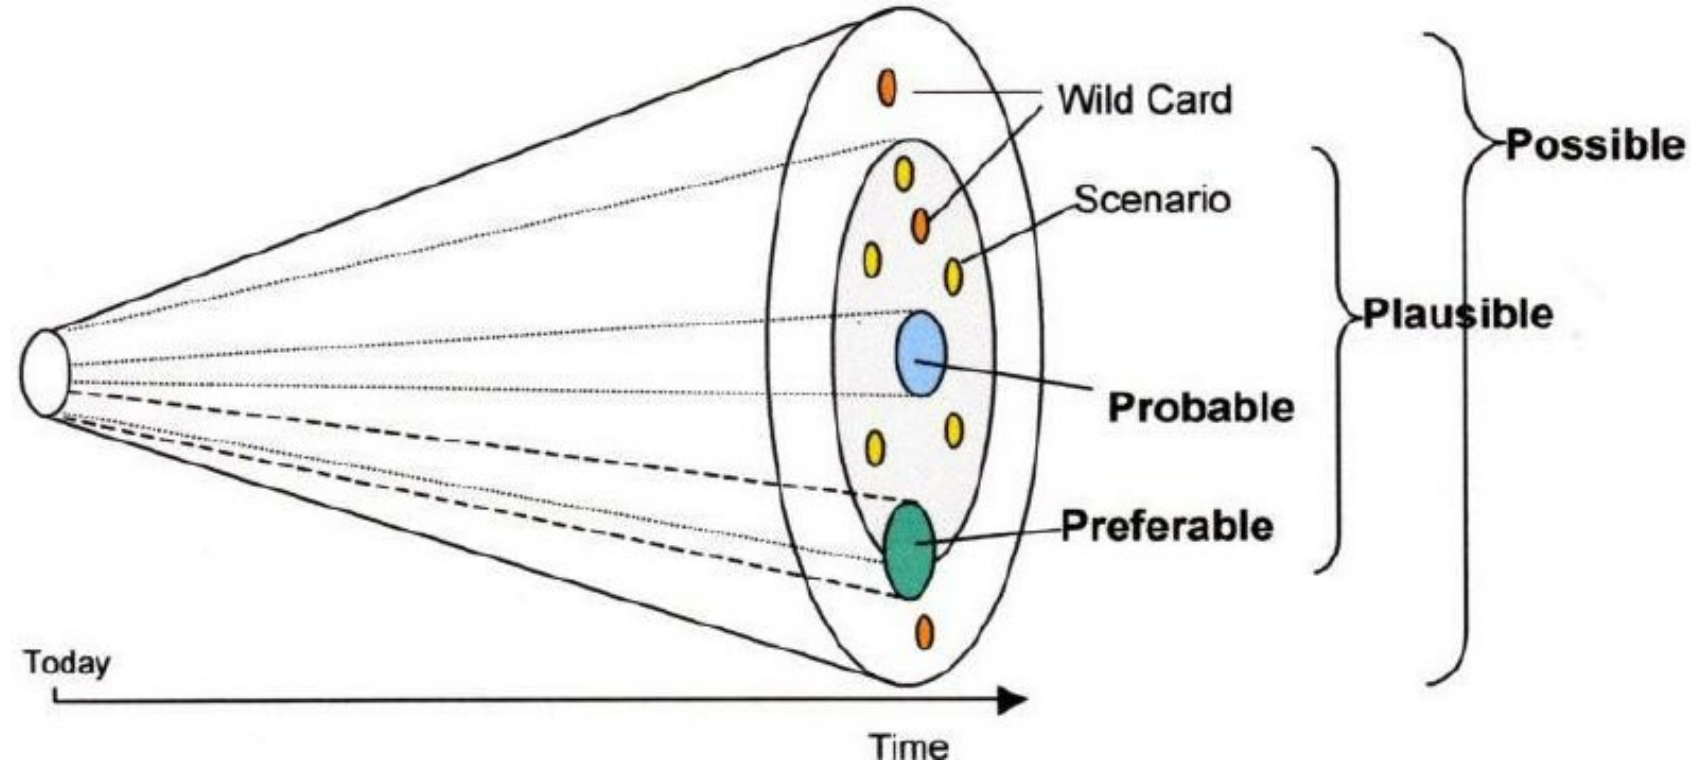 Wild Card
Possible
Scenario
Plausible
Probable
Preferable
Today
Time